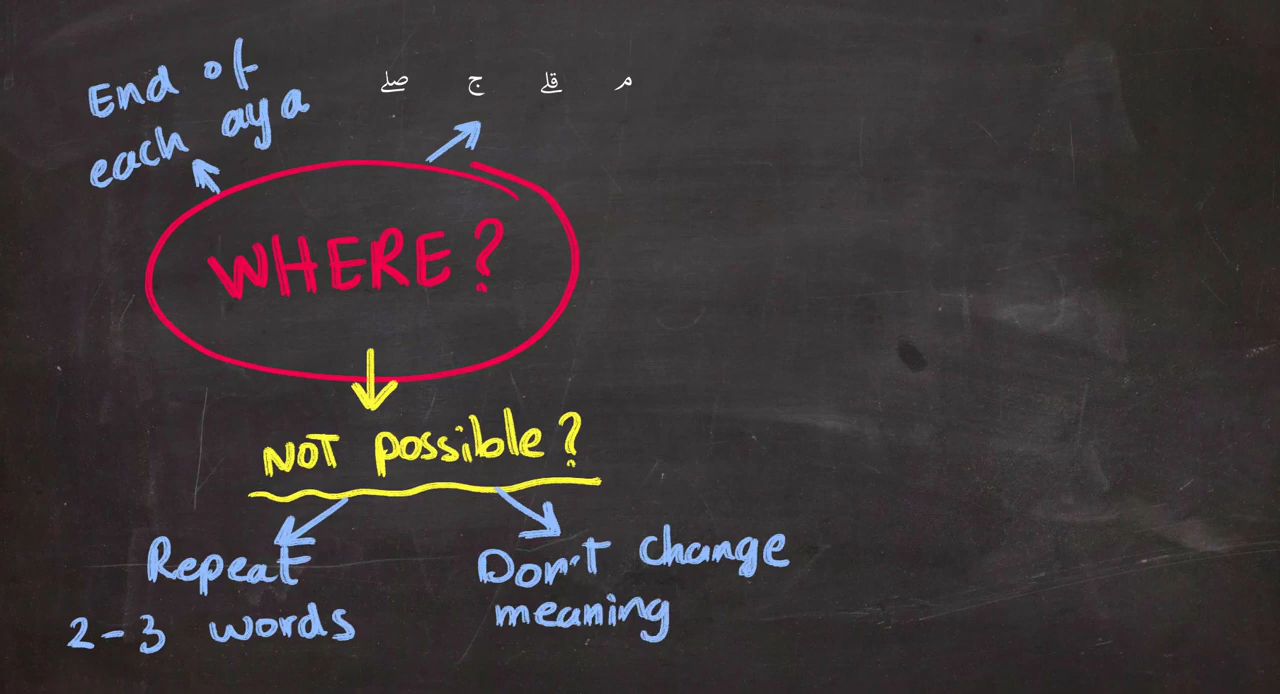 End of
each aya
صلے ج قلے م
WHERE?
NOT possible?
Repeat
2-3 words
Don't change
meaning